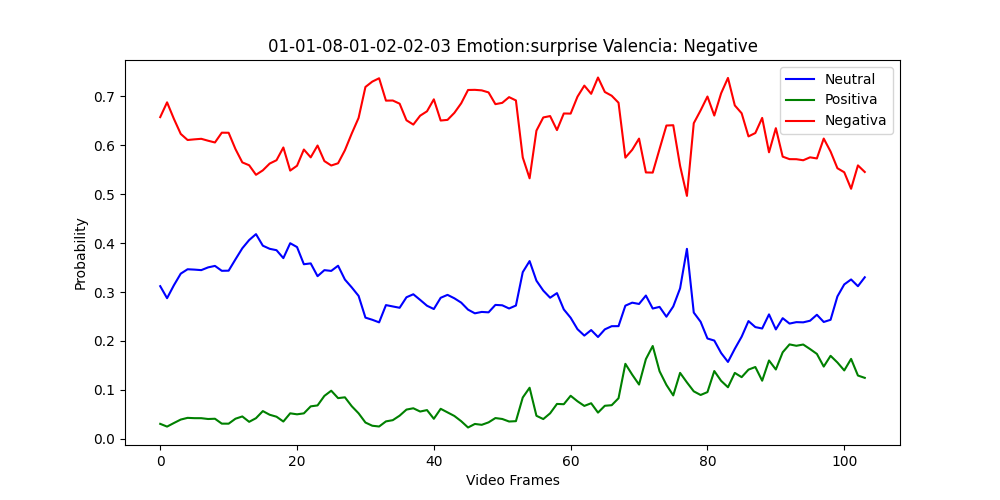 01-01-08-01-02-02-03 Emotion:surprise Valencia: Negative
Neutral
Positiva
Negativa
Probability
0.7
0.6
0.5
0.4
0.3
0.2
0.1
0.0
0 20 40 60 80 100
Video Frames